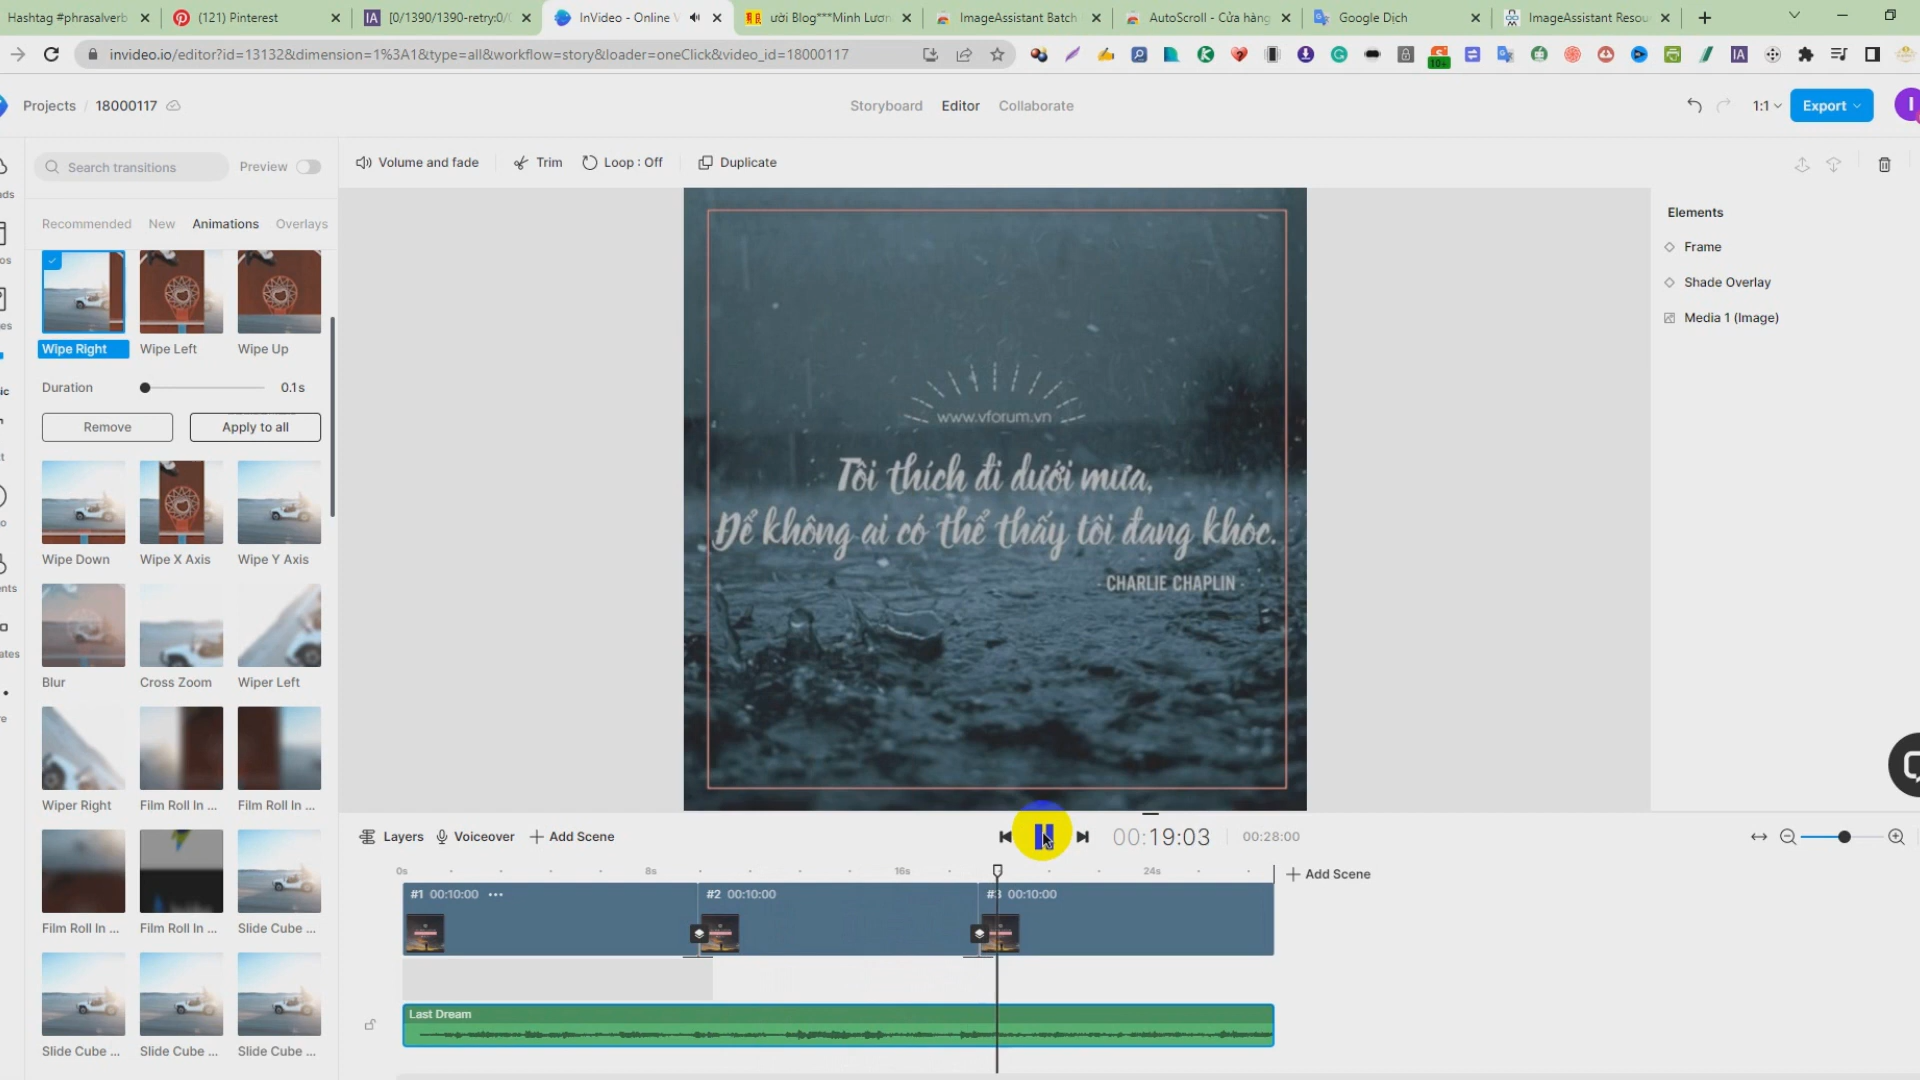 Hashtag #phrasalverb
(121) Pinterest
[0/1390/1390-retry:0/
InVideo - Online V
ười Blog***Minh Lươn
ImageAssistant Batch
AutoScroll - Cửa hàng
Google Dịch
ImageAssistant Resou
invideo.io/editor?id=13132&dimension=1%3A1&type=all&workflow=story&loader=oneClick&video_id=18000117
10+
IA
Projects / 18000117
Storyboard
Editor
Collaborate
1:1
Export
I
Search transitions
Preview
Volume and fade
Trim
Loop : Off
Duplicate
Recommended
New
Animations
Overlays
Wipe Right
Wipe Left
Wipe Up
Duration
0.1s
Remove
Apply to all
Wipe Down
Wipe X Axis
Wipe Y Axis
Blur
Cross Zoom
Wiper Left
Wiper Right
Film Roll In ...
Film Roll In ...
Film Roll In ...
Film Roll In ...
Slide Cube ...
Slide Cube ...
Slide Cube ...
Slide Cube ...
www.vforum.vn
Tôi thích đi dưới mưa,
Để không ai có thể thấy tôi đang khóc.
- CHARLIE CHAPLIN -
Elements
Frame
Shade Overlay
Media 1 (Image)
Layers
Voiceover
Add Scene
00:19:03
00:28:00
0s
8s
16s
24s
Add Scene
#1 00:10:00
#2 00:10:00
#3 00:10:00
Last Dream